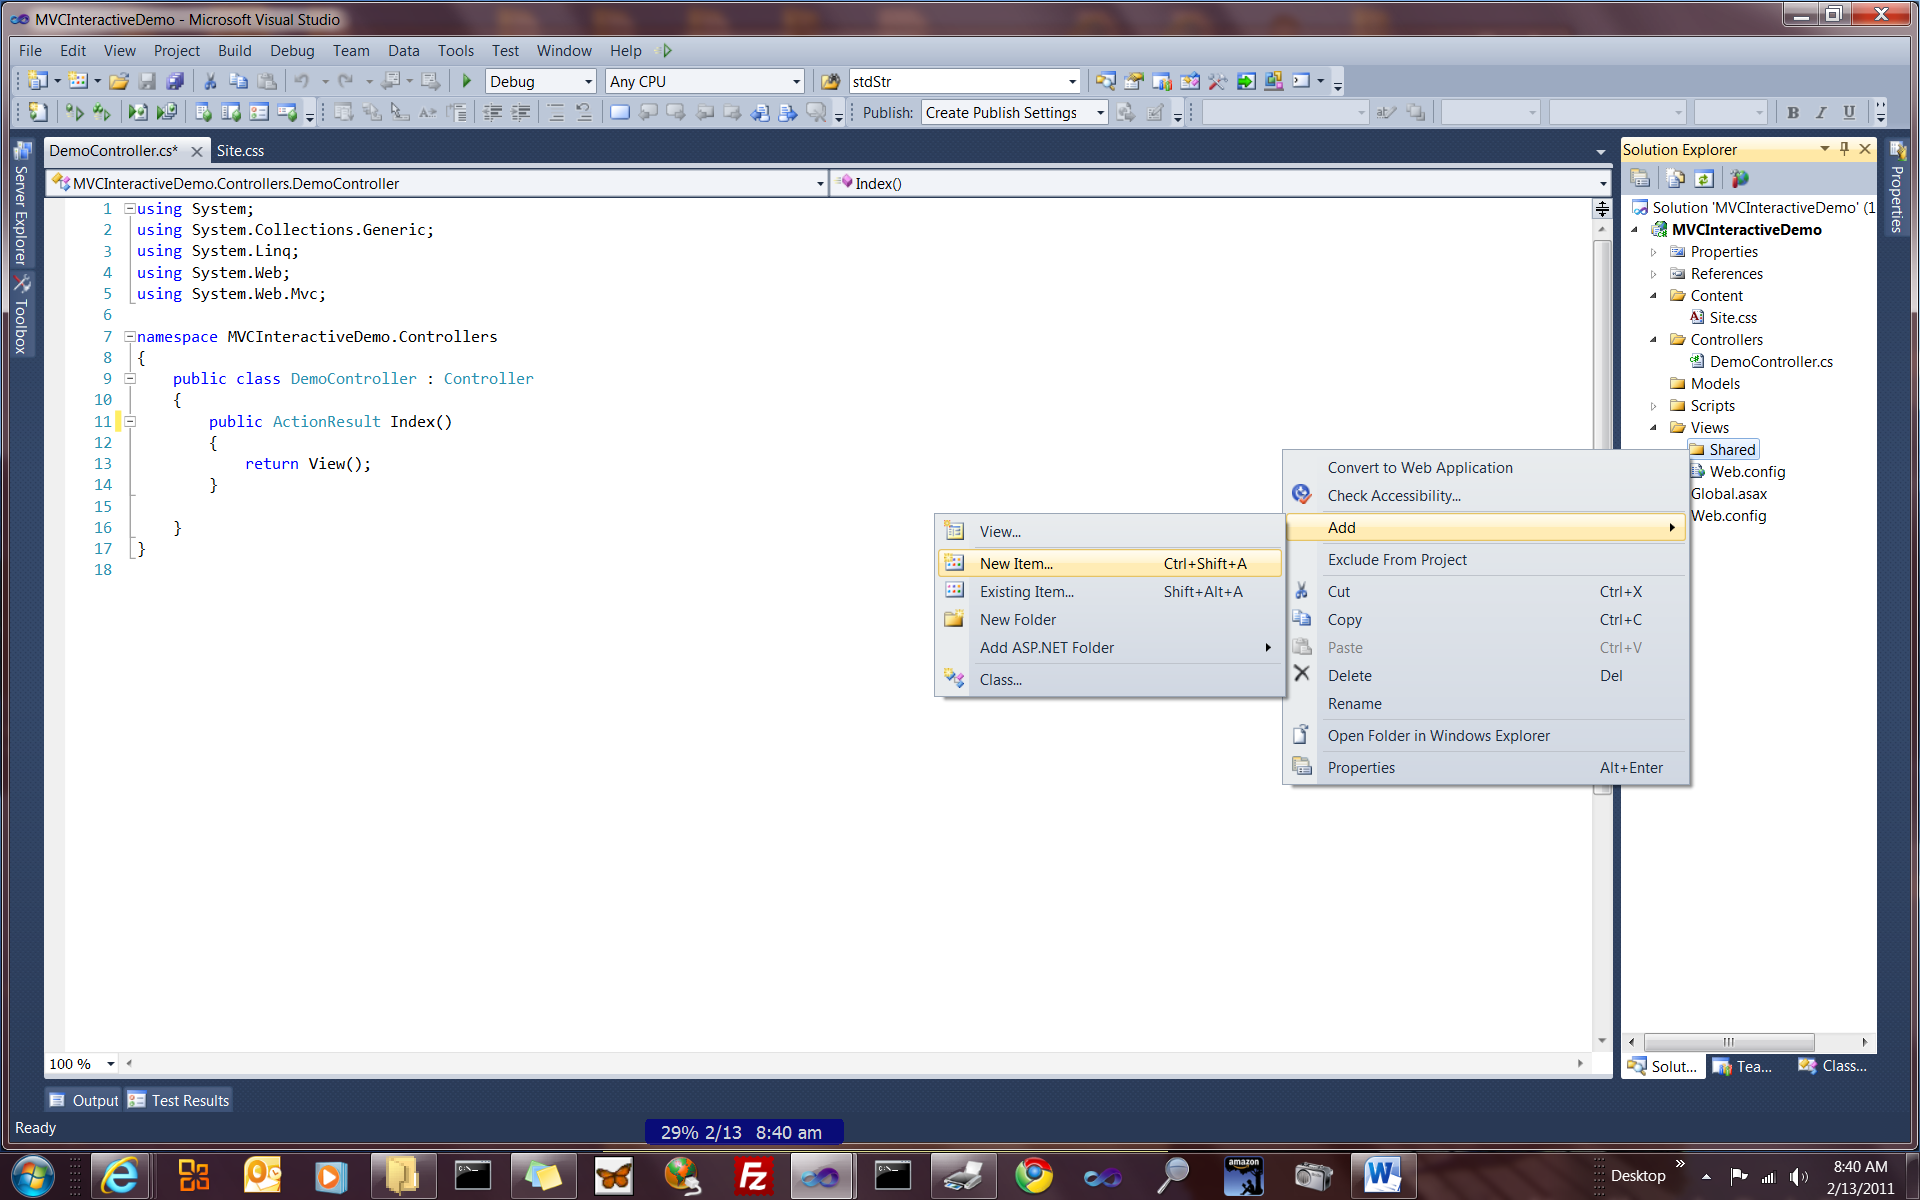 MVCInteractiveDemo - Microsoft Visual Studio
File Edit View Project Build Debug Team Data Tools Test Window Help
Debug Any CPU stdStr
Publish: Create Publish Settings B I U
DemoController.cs* Site.css
MVCInteractiveDemo.Controllers.DemoController Index()
Server Explorer
Toolbox
1 using System;
2 using System.Collections.Generic;
3 using System.Linq;
4 using System.Web;
5 using System.Web.Mvc;
6
7 namespace MVCInteractiveDemo.Controllers
8 {
9 public class DemoController : Controller
10 {
11 public ActionResult Index()
12 {
13 return View();
14 }
15
16 }
17 }
18
View...
New Item... Ctrl+Shift+A
Existing Item... Shift+Alt+A
New Folder
Add ASP.NET Folder
Class...
Convert to Web Application
Check Accessibility...
Add
Exclude From Project
Cut Ctrl+X
Copy Ctrl+C
Paste Ctrl+V
Delete Del
Rename
Open Folder in Windows Explorer
Properties Alt+Enter
Solution Explorer
Solution 'MVCInteractiveDemo' (1
MVCInteractiveDemo
Properties
References
Content
Site.css
Controllers
DemoController.cs
Models
Scripts
Views
Shared
Web.config
Global.asax
Web.config
Properties
Solut... Tea... Class...
100 %
Output Test Results
Ready
29% 2/13 8:40 am
amazon
Desktop
8:40 AM
2/13/2011